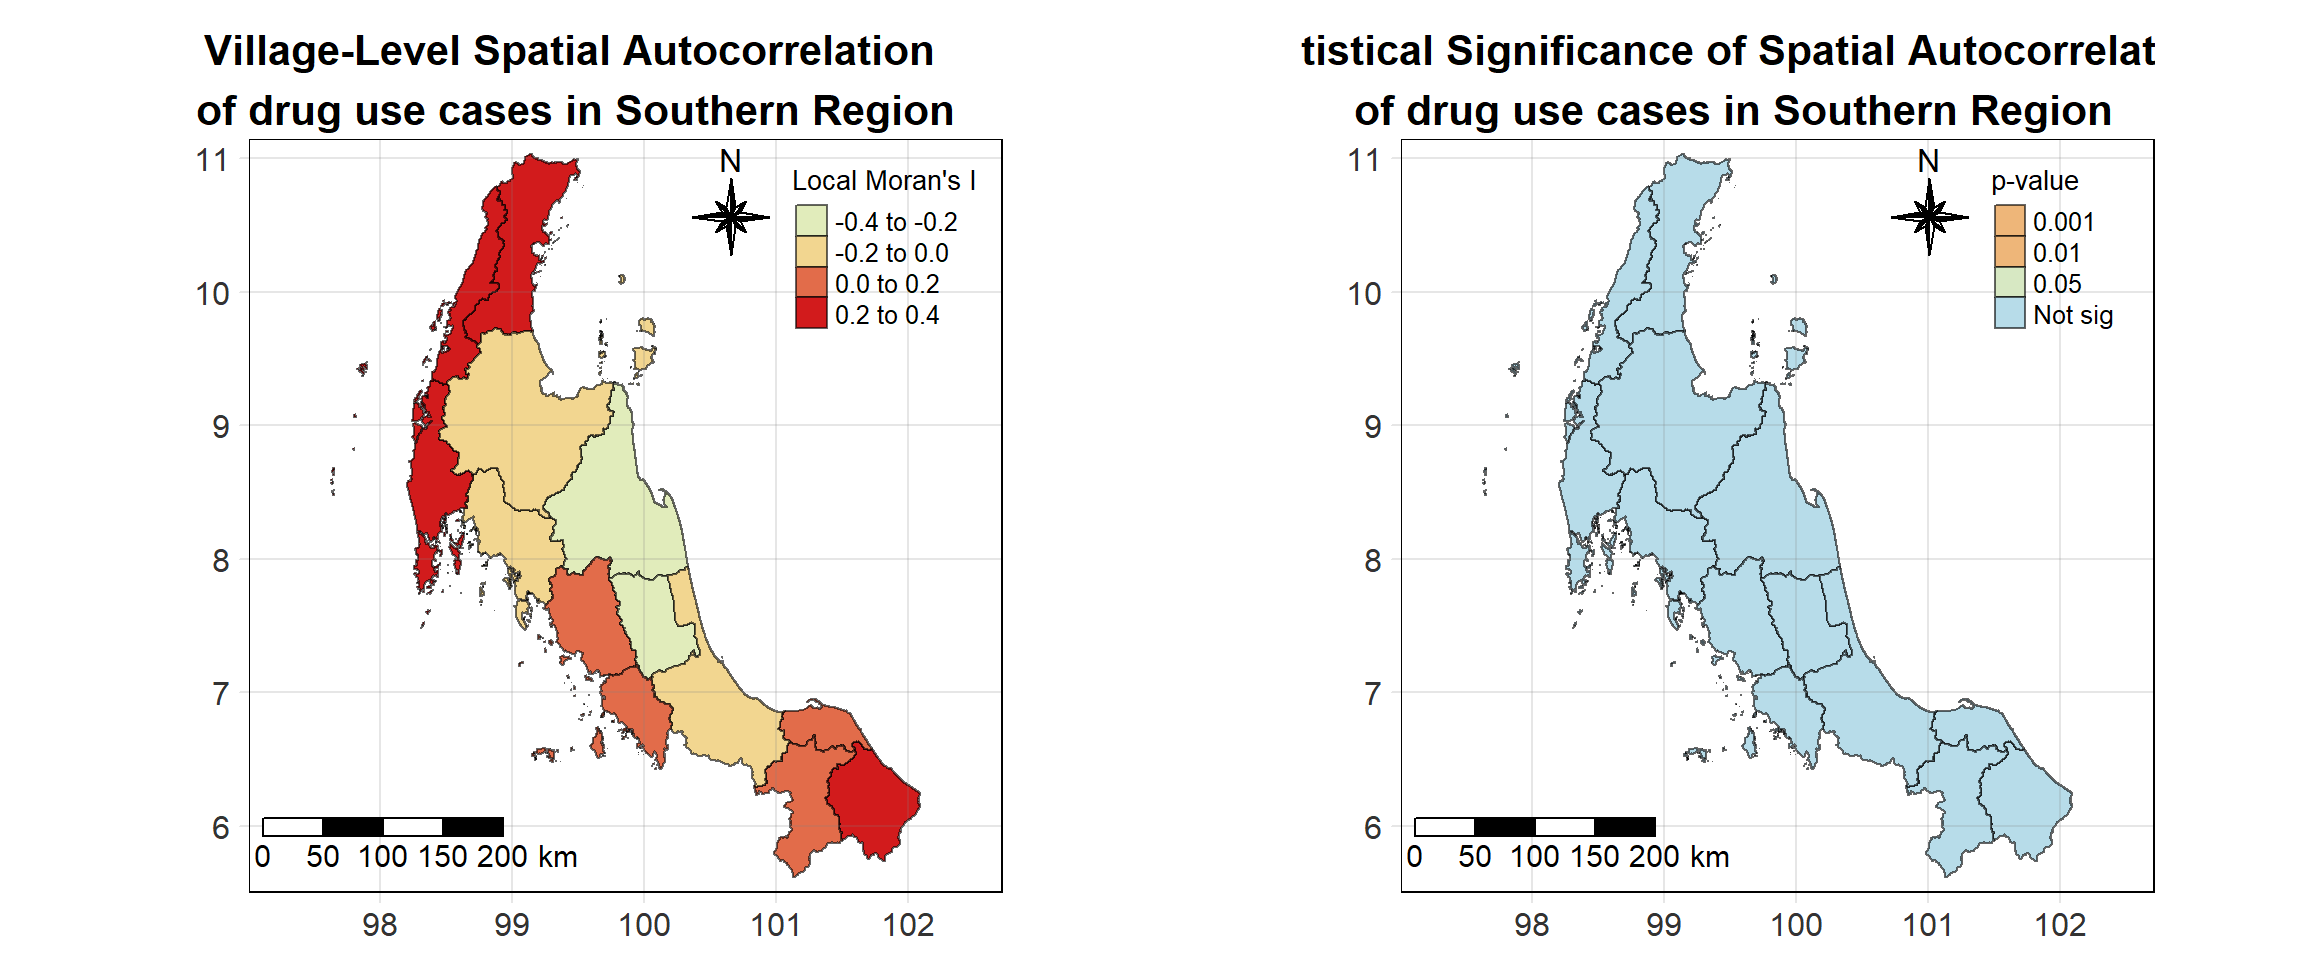 Village-Level Spatial Autocorrelation
of drug use cases in Southern Region
N
Local Moran's I
-0.4 to -0.2
-0.2 to 0.0
0.0 to 0.2
0.2 to 0.4
11
10
9
8
7
6
0 50 100 150 200 km
98 99 100 101 102
tistical Significance of Spatial Autocorrelat
of drug use cases in Southern Region
N
p-value
0.001
0.01
0.05
Not sig
11
10
9
8
7
6
0 50 100 150 200 km
98 99 100 101 102